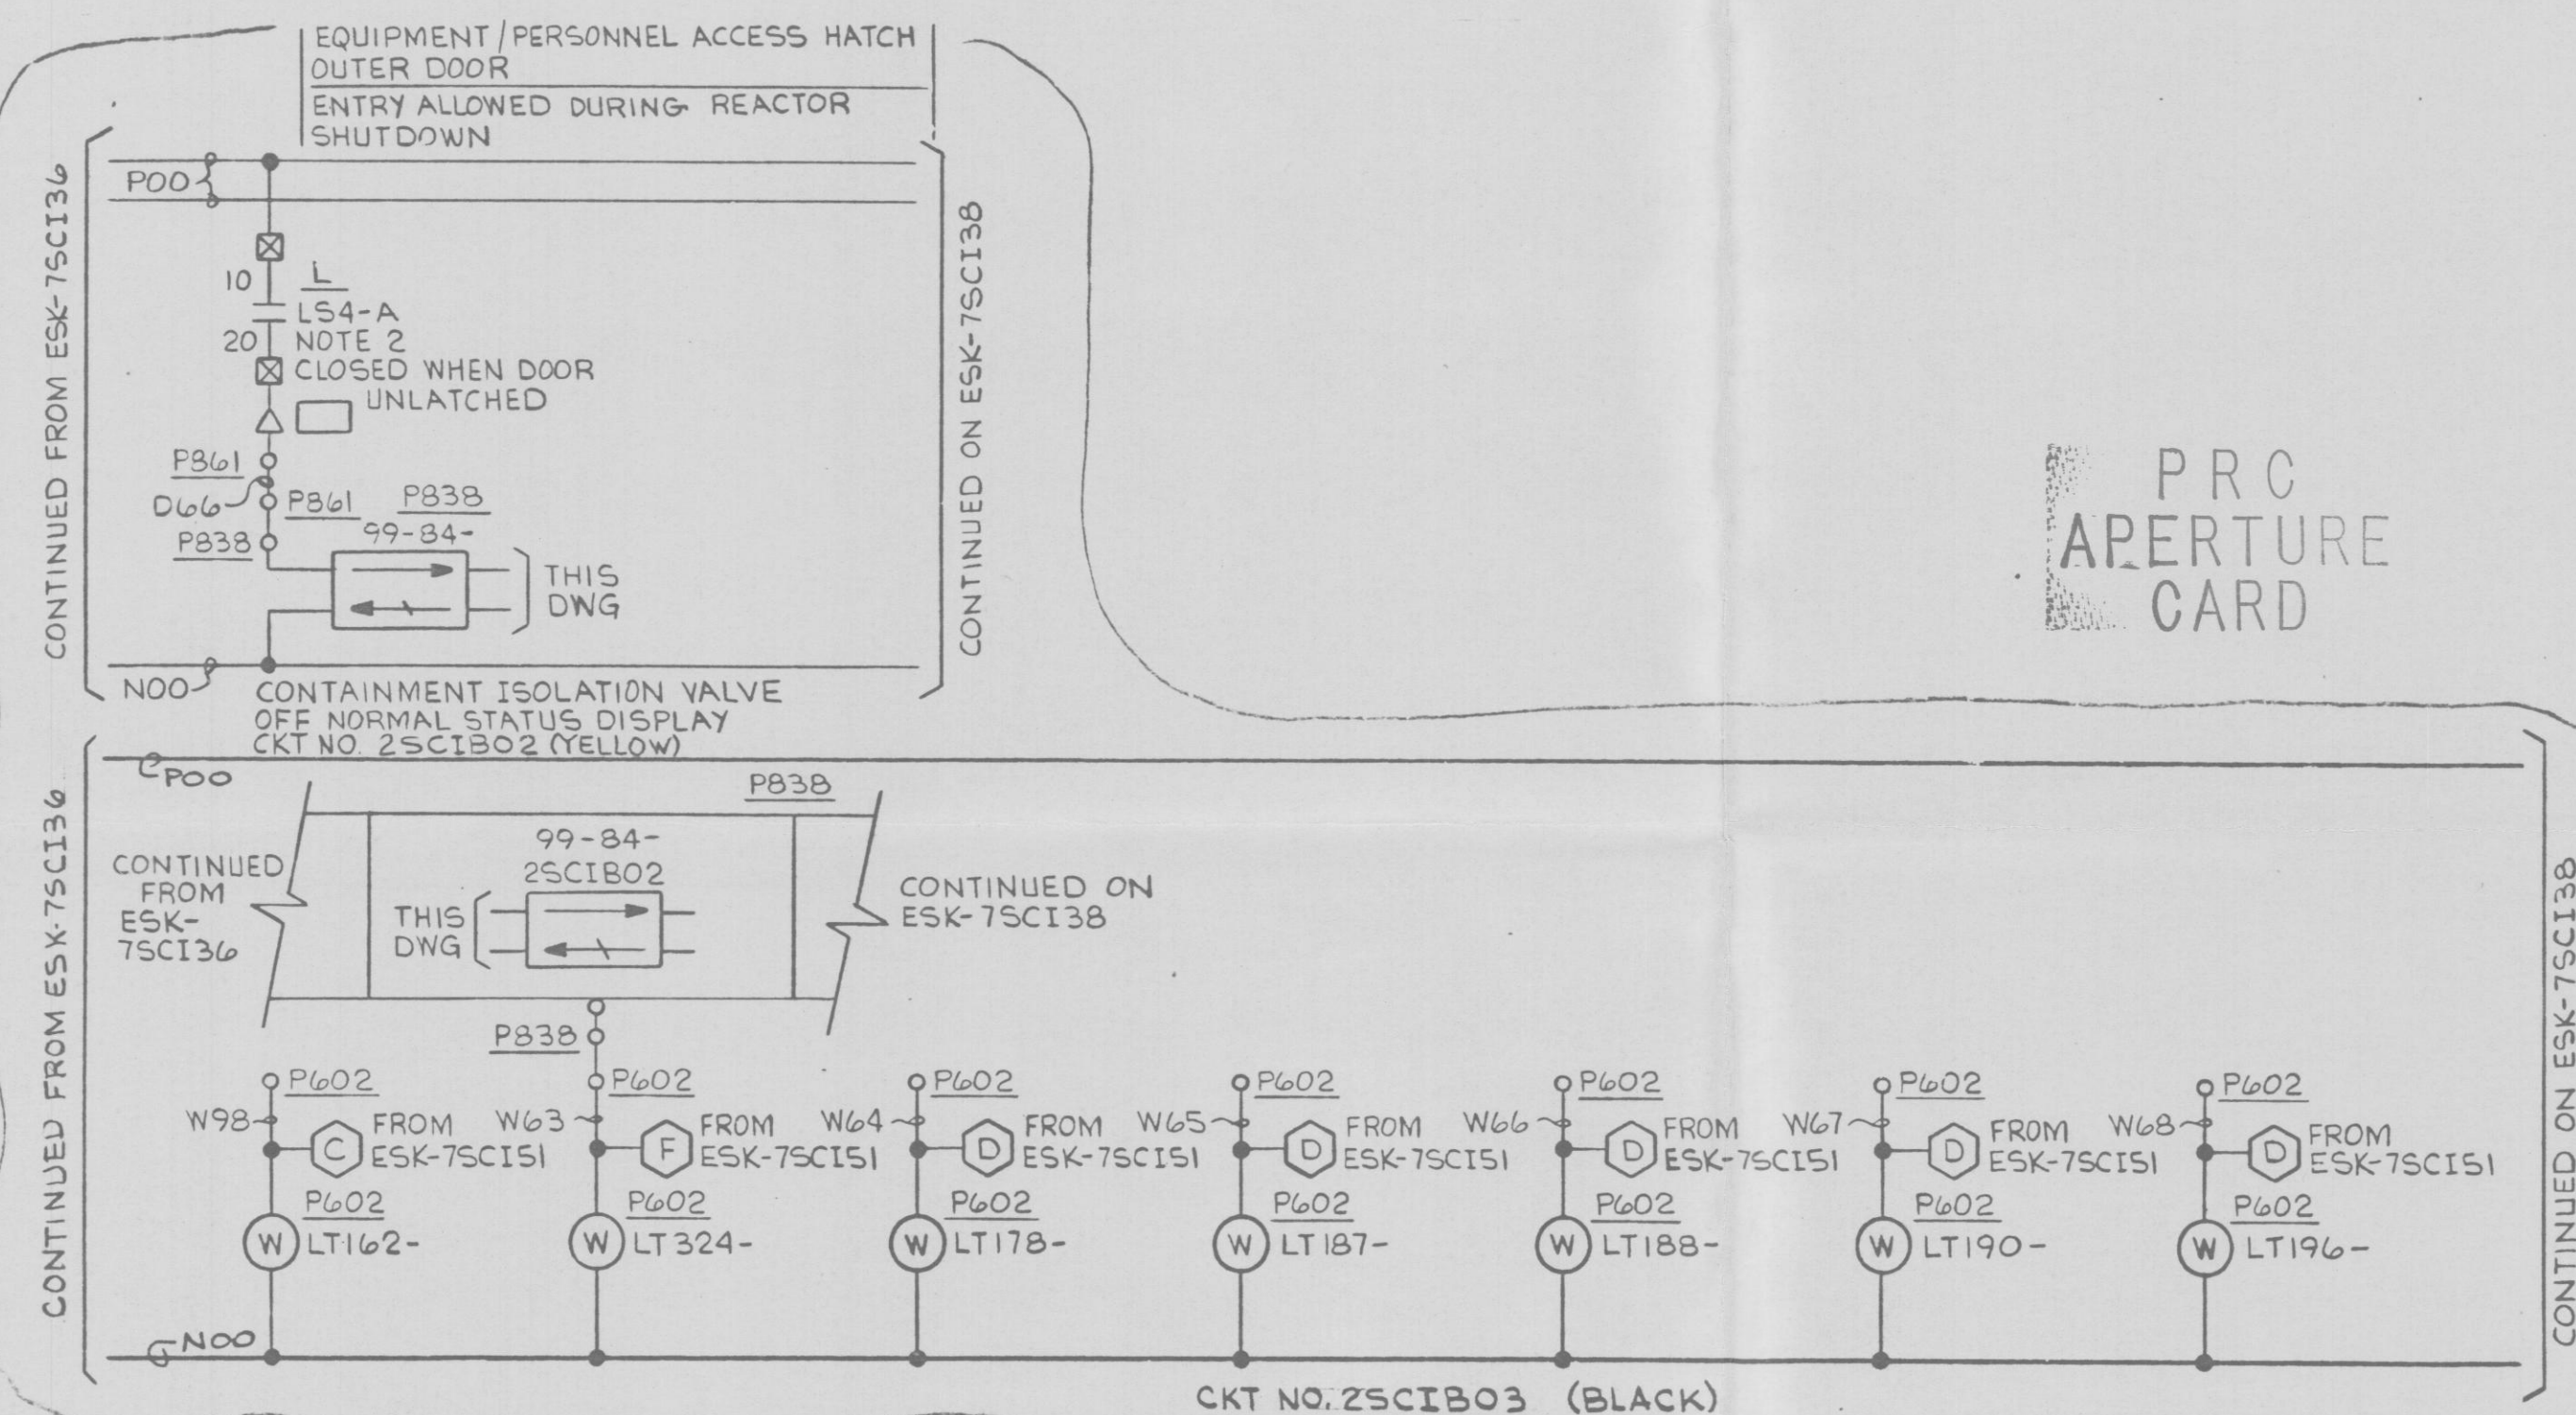 EQUIPMENT/PERSONNEL ACCESS HATCH
OUTER DOOR
ENTRY ALLOWED DURING REACTOR
SHUTDOWN
CONTINUED FROM ESK-7SCI36
P00
10
L
LS4-A
20
NOTE 2
CLOSED WHEN DOOR
UNLATCHED
P861
D66
P861
P838
P838
99-84-
THIS
DWG
N00
CONTINUED ON ESK-7SCI38
CONTAINMENT ISOLATION VALVE
OFF NORMAL STATUS DISPLAY
CKT NO. 2SCIB02 (YELLOW)
PRC
APERTURE
CARD
CONTINUED FROM ESK-7SCI36
P00
P838
CONTINUED
FROM
ESK-
7SCI36
99-84-
2SCIB02
THIS
DWG
CONTINUED ON
ESK-7SCI38
P838
P602
W98
C
FROM
ESK-7SCI51
P602
W
LT162-
P602
W63
F
FROM
ESK-7SCI51
P602
W
LT324-
P602
W64
D
FROM
ESK-7SCI51
P602
W
LT178-
P602
W65
D
FROM
ESK-7SCI51
P602
W
LT187-
P602
W66
D
FROM
ESK-7SCI51
P602
W
LT188-
P602
W67
D
FROM
ESK-7SCI51
P602
W
LT190-
P602
W68
D
FROM
ESK-7SCI51
P602
W
LT196-
N00
CONTINUED ON ESK-7SCI38
CKT NO. 2SCIB03 (BLACK)